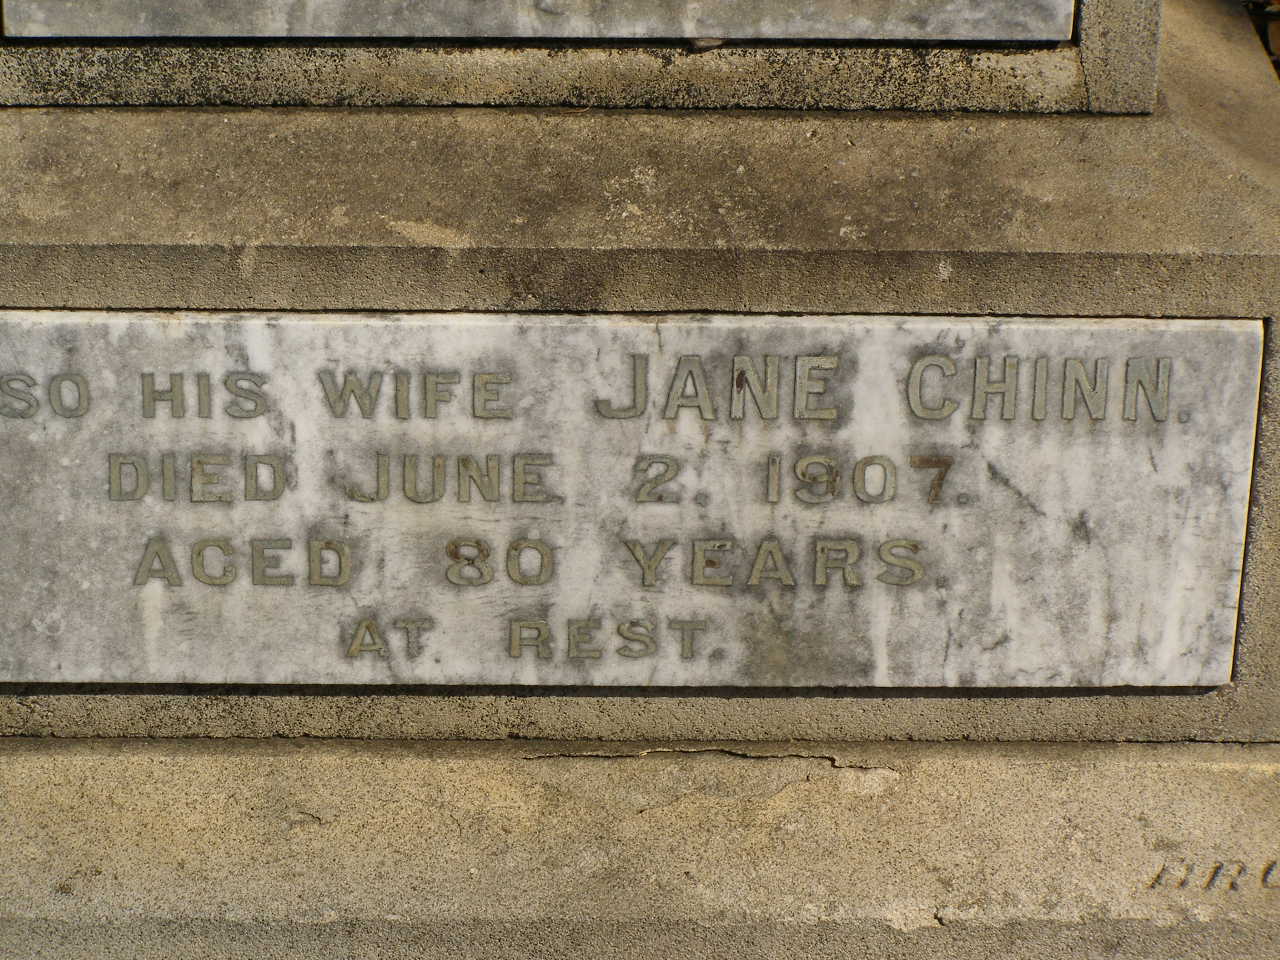 SO HIS WIFE JANE CHINN.
DIED JUNE 2. 1907.
AGED 80 YEARS
AT REST.